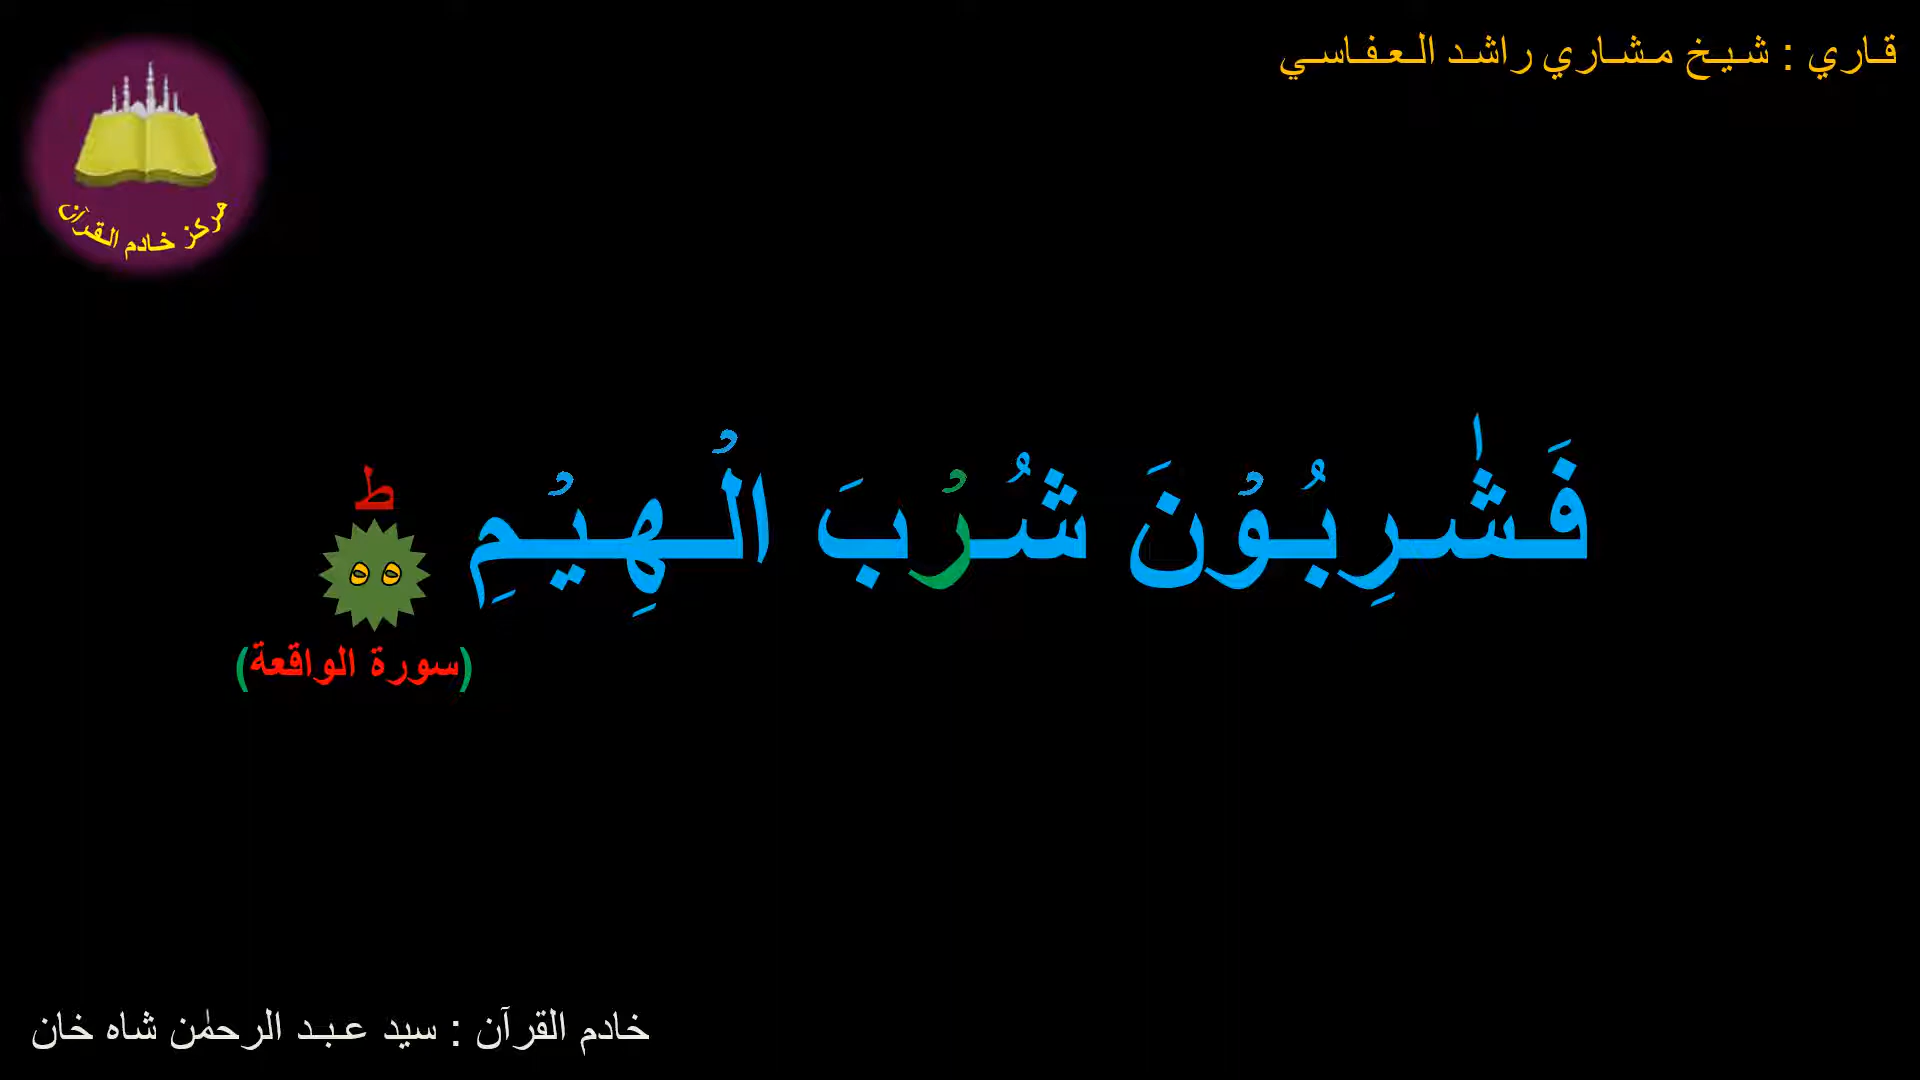 قاري : شيخ مشاري راشد العفاسي
مركز خادم القرآن
فَشٰرِبُوْنَ شُرْبَ الْهِيْمِ ط ٥٥
(سورة الواقعة)
خادم القرآن : سيد عبد الرحمٰن شاه خان